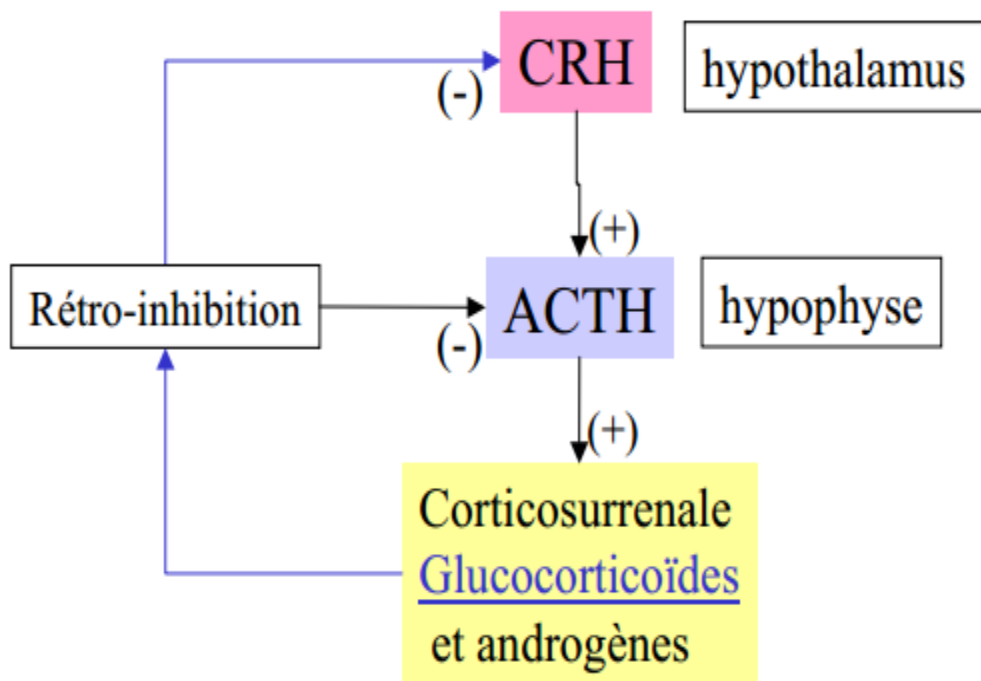 CRH
hypothalamus
(-)
(+)
Rétro-inhibition
ACTH
hypophyse
(-)
(+)
Corticosurrenale
Glucocorticoïdes
et androgènes